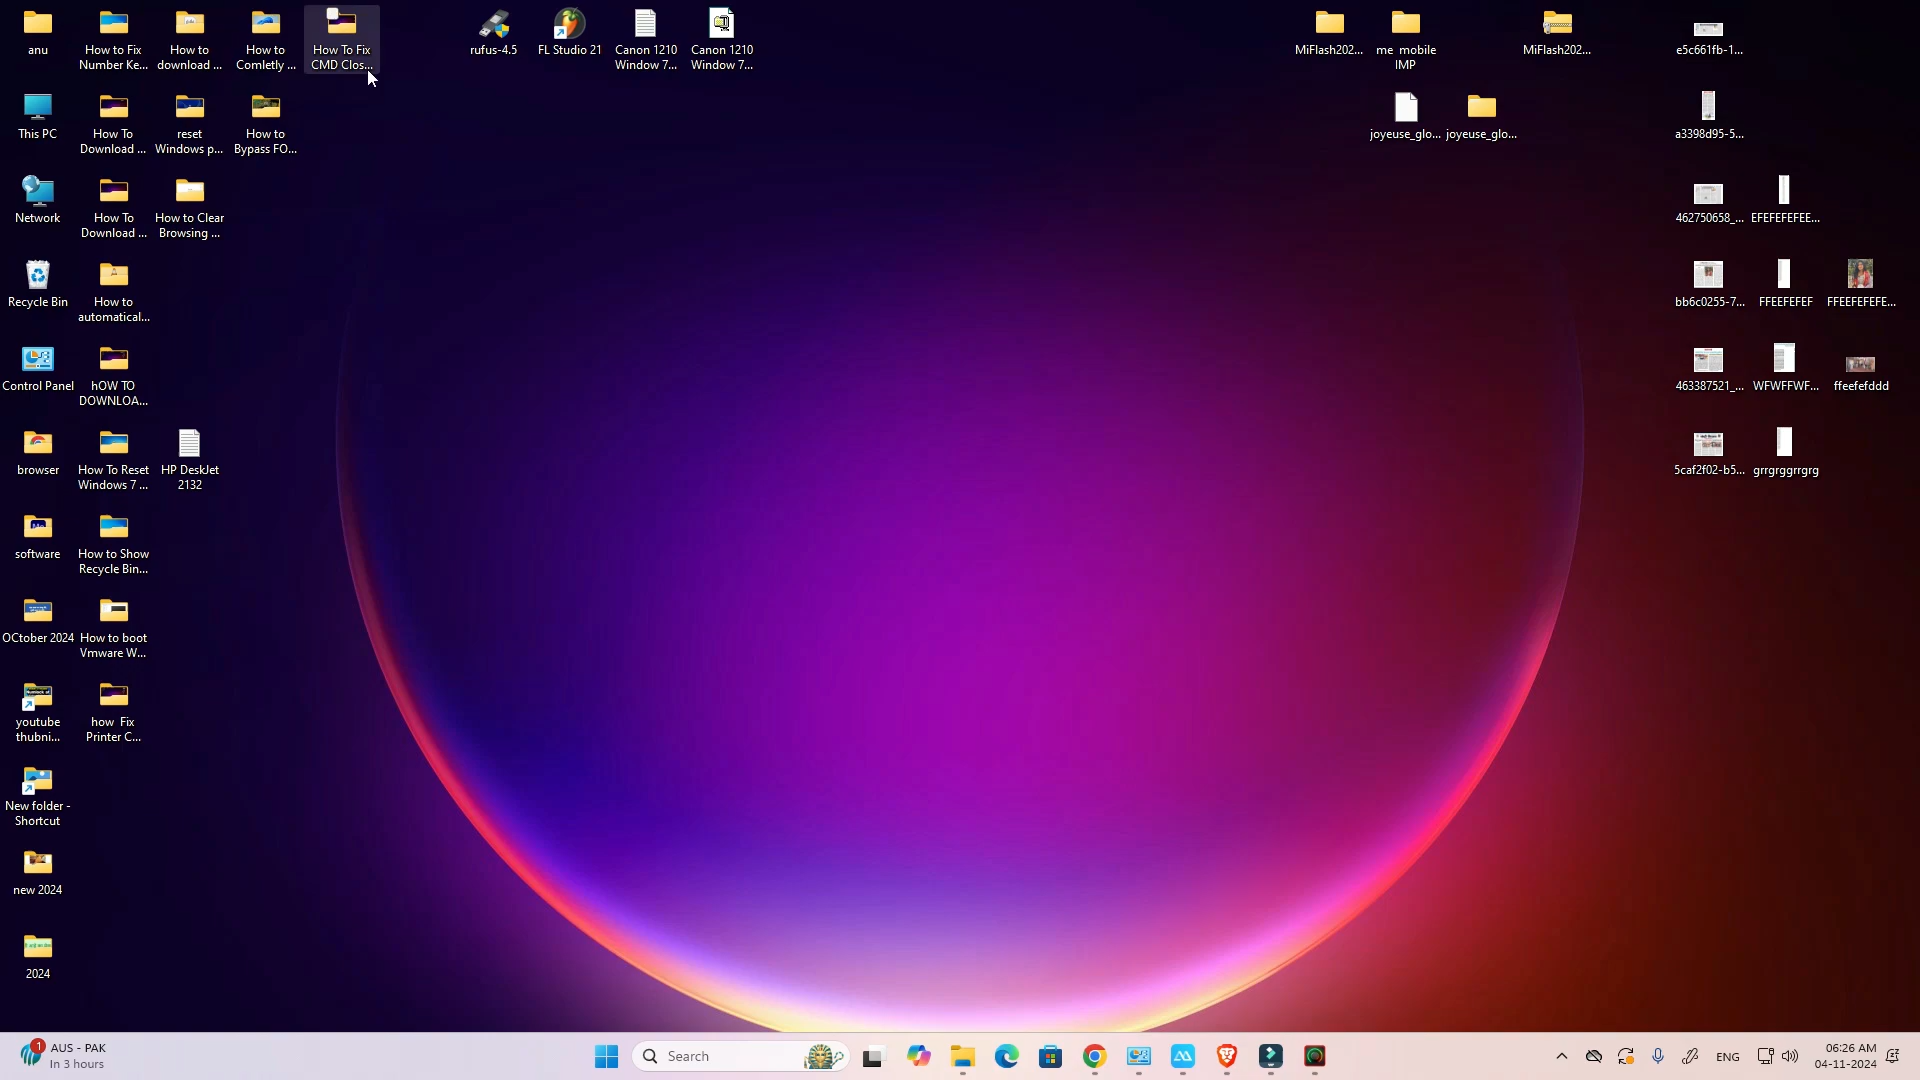 anu
How to Fix
Number Ke...
How to
download ...
How to
Comletly ...
How To Fix
CMD Clos...
rufus-4.5
FL Studio 21
Canon 1210
Window 7...
Canon 1210
Window 7...
MiFlash202...
me mobile
IMP
MiFlash202...
e5c661fb-1...
This PC
How To
Download ...
reset
Windows p...
How to
Bypass FO...
joyeuse_glo...
joyeuse_glo...
a3398d95-5...
Network
How To
Download ...
How to Clear
Browsing ...
462750658_...
EFEFEFEFEE...
Recycle Bin
How to
automatical...
bb6c0255-7...
FFEEFEFEF
FFEEFEFEFE...
Control Panel
hOW TO
DOWNLOA...
463387521_...
WFWFFWF...
ffeefefddd
browser
How To Reset
Windows 7 ...
HP DeskJet
2132
5caf2f02-b5...
grrgrggrrgrg
software
How to Show
Recycle Bin...
OCtober 2024
How to boot
Vmware W...
youtube
thubni...
how Fix
Printer C...
New folder -
Shortcut
new 2024
2024
1
AUS - PAK
In 3 hours
Search
ENG
06:26 AM
04-11-2024